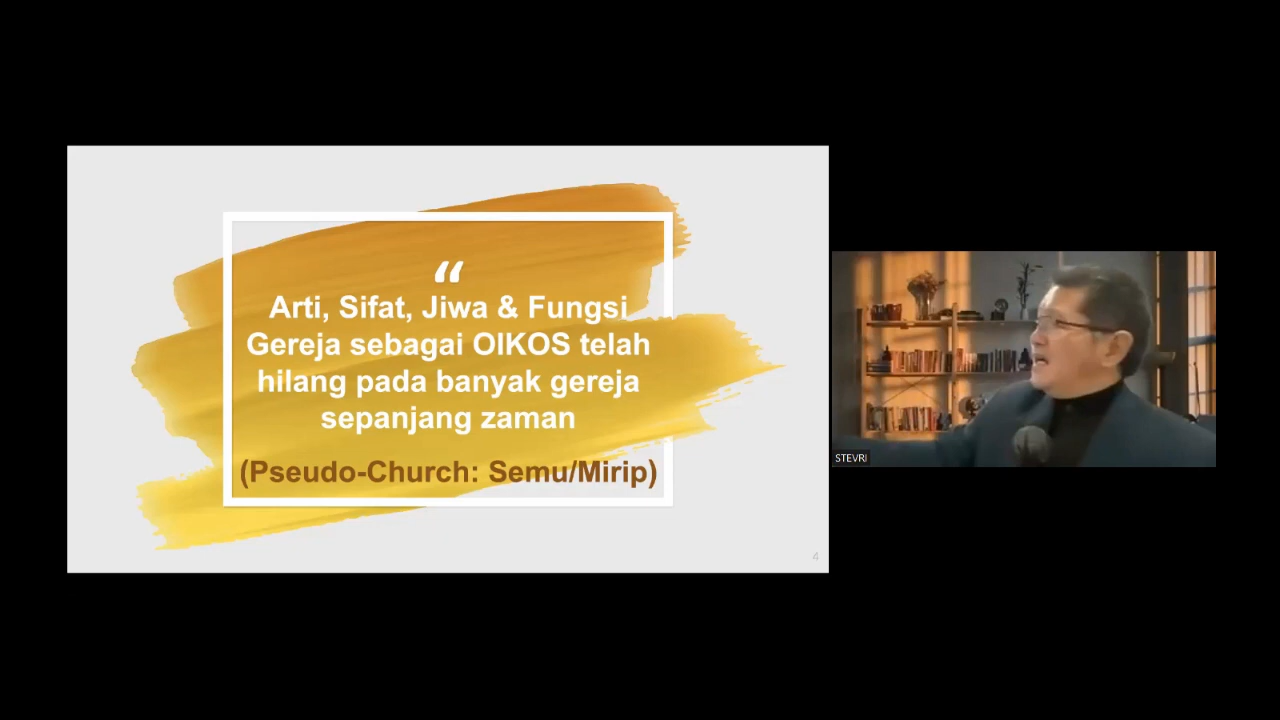 “
Arti, Sifat, Jiwa & Fungsi
Gereja sebagai OIKOS telah
hilang pada banyak gereja
sepanjang zaman
(Pseudo-Church: Semu/Mirip)
4
STEVRI